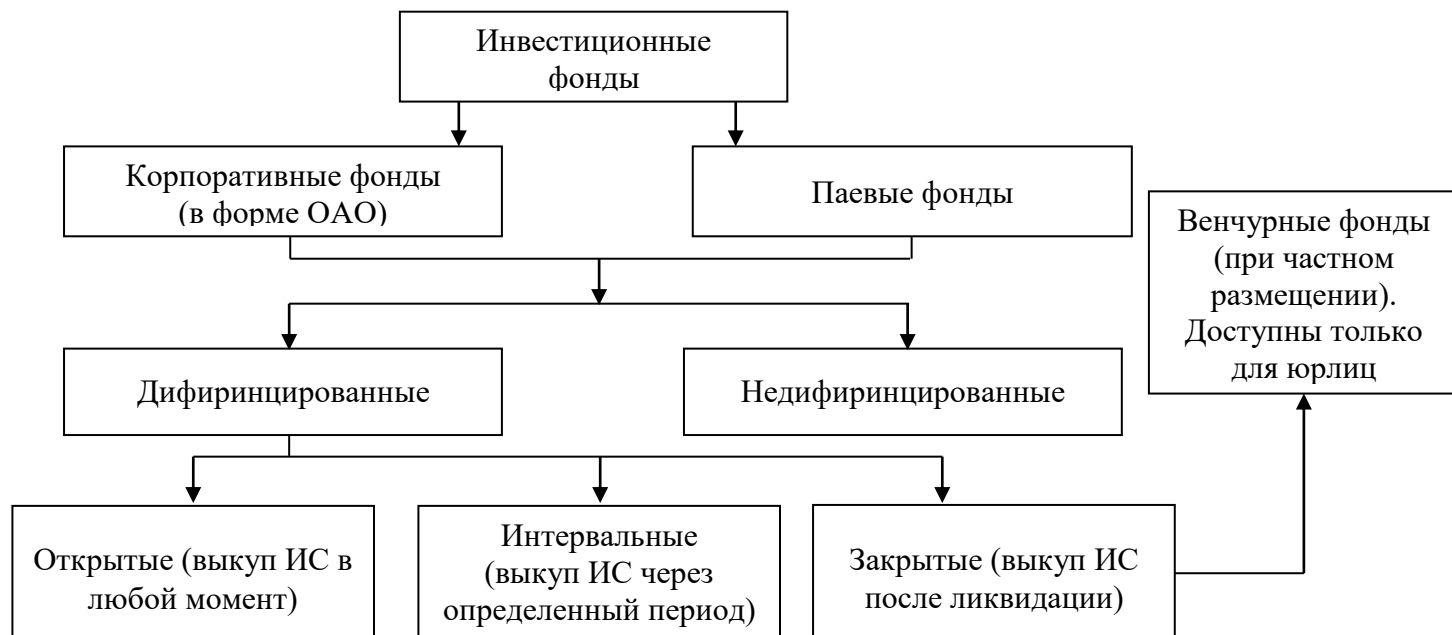 Инвестиционные
фонды
Корпоративные фонды
(в форме ОАО)
Паевые фонды
Венчурные фонды
(при частном
размещении).
Доступны только
для юрлиц
Дифиринцированные
Недифиринцированные
Открытые (выкуп ИС в
любой момент)
Интервальные
(выкуп ИС через
определенный период)
Закрытые (выкуп ИС
после ликвидации)